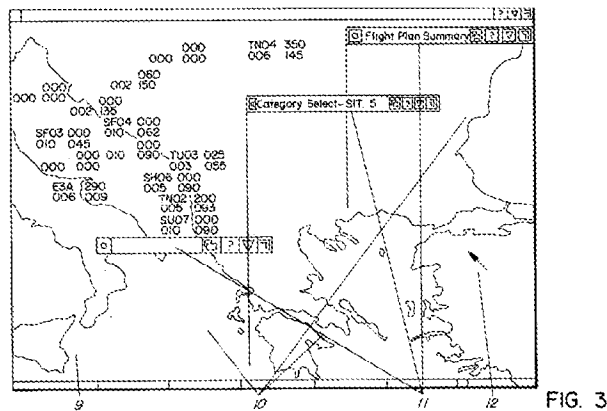 ? ▽ ◹
000 TN04 350
000 000 006 145
Flight Plan Summary ?
060
002 150
000
000 000 000
002 135
Category Select-SIT. 5 ?
SF04 000
SF03 000 010 062
010 045 000
000 010 090 TU03 025
000 000 003 055
SH06 000
E3A 290 005 090
006 009 TN02 200
005 093
SU07 000
010 090
?
9 10 11 12
FIG. 3